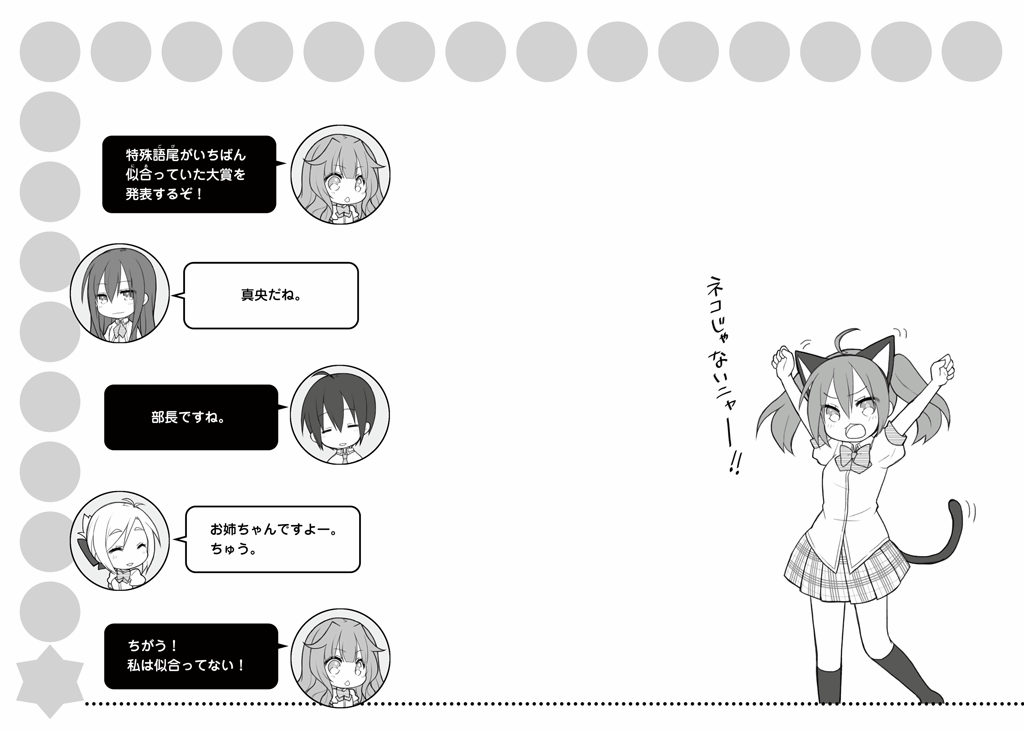 特殊語尾がいちばん
似合っていた大賞を
発表するぞ！
真央だね。
部長ですね。
お姉ちゃんですよー。
ちゅう。
ちがう！
私は似合ってない！
ネコじゃないニャー！！